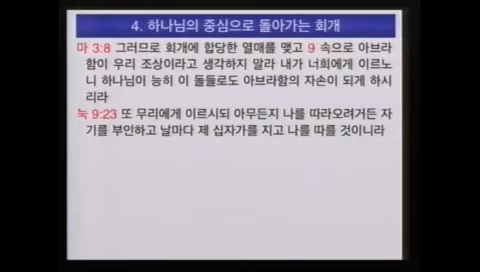 4. 하나님의 중심으로 돌아가는 회개
마 3:8 그러므로 회개에 합당한 열매를 맺고 9 속으로 아브라
함이 우리 조상이라고 생각하지 말라 내가 너희에게 이르노
니 하나님이 능히 이 돌들로도 아브라함의 자손이 되게 하시
리라
눅 9:23 또 무리에게 이르시되 아무든지 나를 따라오려거든 자
기를 부인하고 날마다 제 십자가를 지고 나를 따를 것이니라